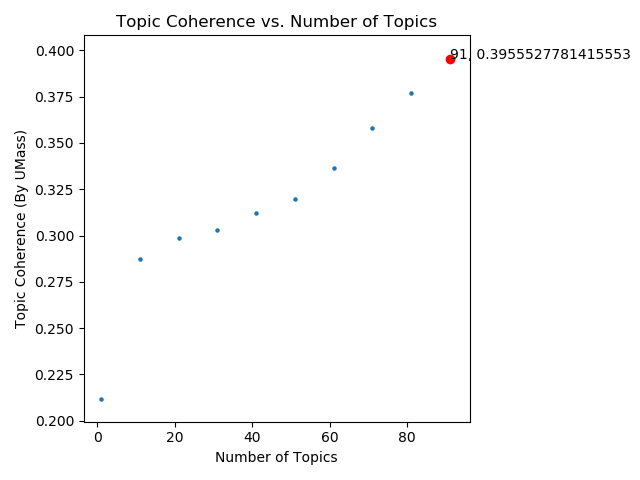 Topic Coherence vs. Number of Topics
91, 0.3955527781415553
0.400
0.375
0.350
0.325
0.300
0.275
0.250
0.225
0.200
Topic Coherence (By UMass)
0 20 40 60 80
Number of Topics